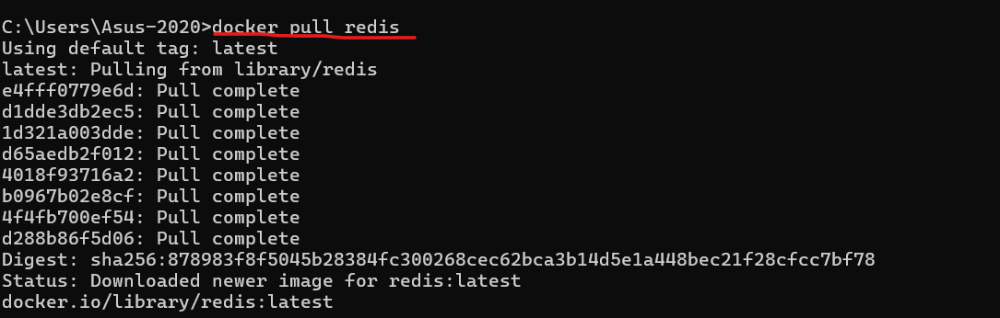 C:\Users\Asus-2020>docker pull redis
Using default tag: latest
latest: Pulling from library/redis
e4fff0779e6d: Pull complete
d1dde3db2ec5: Pull complete
1d321a003dde: Pull complete
d65aedb2f012: Pull complete
4018f93716a2: Pull complete
b0967b02e8cf: Pull complete
4f4fb700ef54: Pull complete
d288b86f5d06: Pull complete
Digest: sha256:878983f8f5045b28384fc300268cec62bca3b14d5e1a448bec21f28cfcc7bf78
Status: Downloaded newer image for redis:latest
docker.io/library/redis:latest